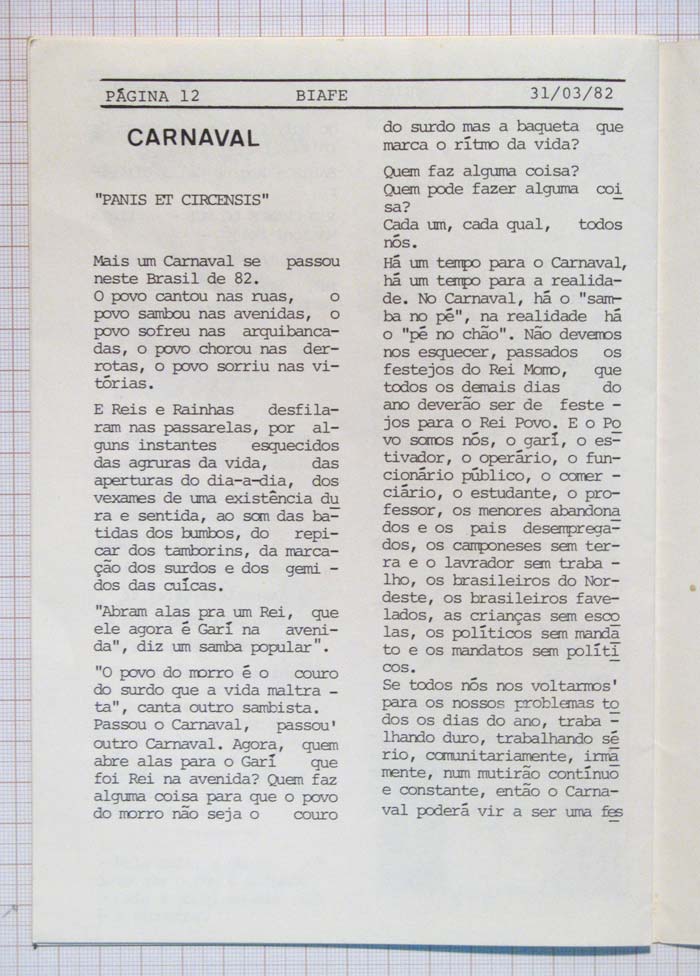 PÁGINA 12 BIAFE 31/03/82
CARNAVAL
"PANIS ET CIRCENSIS"
Mais um Carnaval se passou
neste Brasil de 82.
O povo cantou nas ruas, o
povo sambou nas avenidas, o
povo sofreu nas arquibanca-
das, o povo chorou nas der-
rotas, o povo sorriu nas vi-
tórias.
E Reis e Rainhas desfila-
ram nas passarelas, por al-
guns instantes esquecidos
das agruras da vida, das
aperturas do dia-a-dia, dos
vexames de uma existência du
ra e sentida, ao som das ba-
tidas dos bumbos, do repi-
car dos tamborins, da marca-
ção dos surdos e dos gemi -
dos das cuícas.
"Abram alas pra um Rei, que
ele agora é Garí na aveni-
da", diz um samba popular".
"O povo do morro é o couro
do surdo que a vida maltra -
ta", canta outro sambista.
Passou o Carnaval, passou'
outro Carnaval. Agora, quem
abre alas para o Garí que
foi Rei na avenida? Quem faz
alguma coisa para que o povo
do morro não seja o couro
do surdo mas a baqueta que
marca o rítmo da vida?
Quem faz alguma coisa?
Quem pode fazer alguma coi
sa?
Cada um, cada qual, todos
nós.
Há um tempo para o Carnaval,
há um tempo para a realida-
de. No Carnaval, há o "sam-
ba no pé", na realidade há
o "pé no chão". Não devemos
nos esquecer, passados os
festejos do Rei Momo, que
todos os demais dias do
ano deverão ser de feste -
jos para o Rei Povo. E o Po
vo somos nós, o garí, o es-
tivador, o operário, o fun-
cionário público, o comer -
ciário, o estudante, o pro-
fessor, os menores abandona
dos e os pais desemprega-
dos, os camponeses sem ter-
ra e o lavrador sem traba -
lho, os brasileiros do Nor-
deste, os brasileiros fave-
lados, as crianças sem esco
las, os políticos sem manda
to e os mandatos sem políti
cos.
Se todos nós nos voltarmos'
para os nossos problemas to
dos os dias do ano, traba -
lhando duro, trabalhando sé
rio, comunitariamente, irma
mente, num mutirão contínuo
e constante, então o Carna-
val poderá vir a ser uma fes